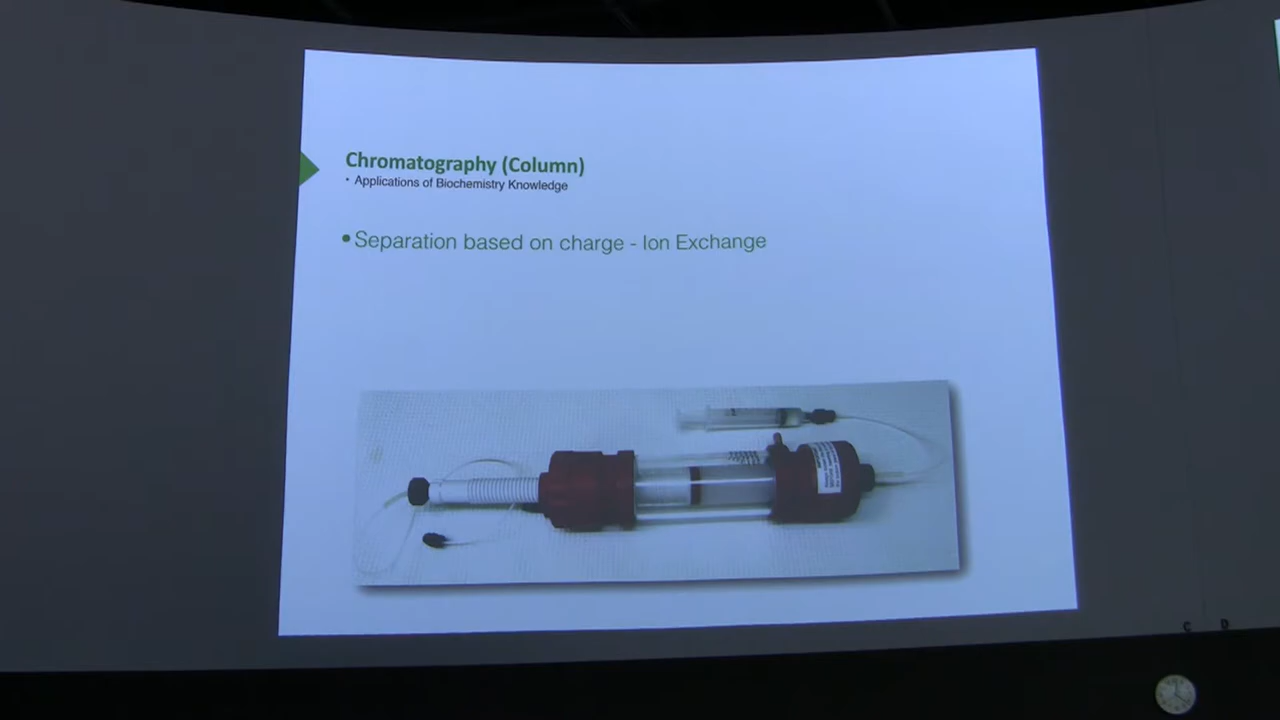 Chromatography (Column)
• Applications of Biochemistry Knowledge
• Separation based on charge - Ion Exchange
C D